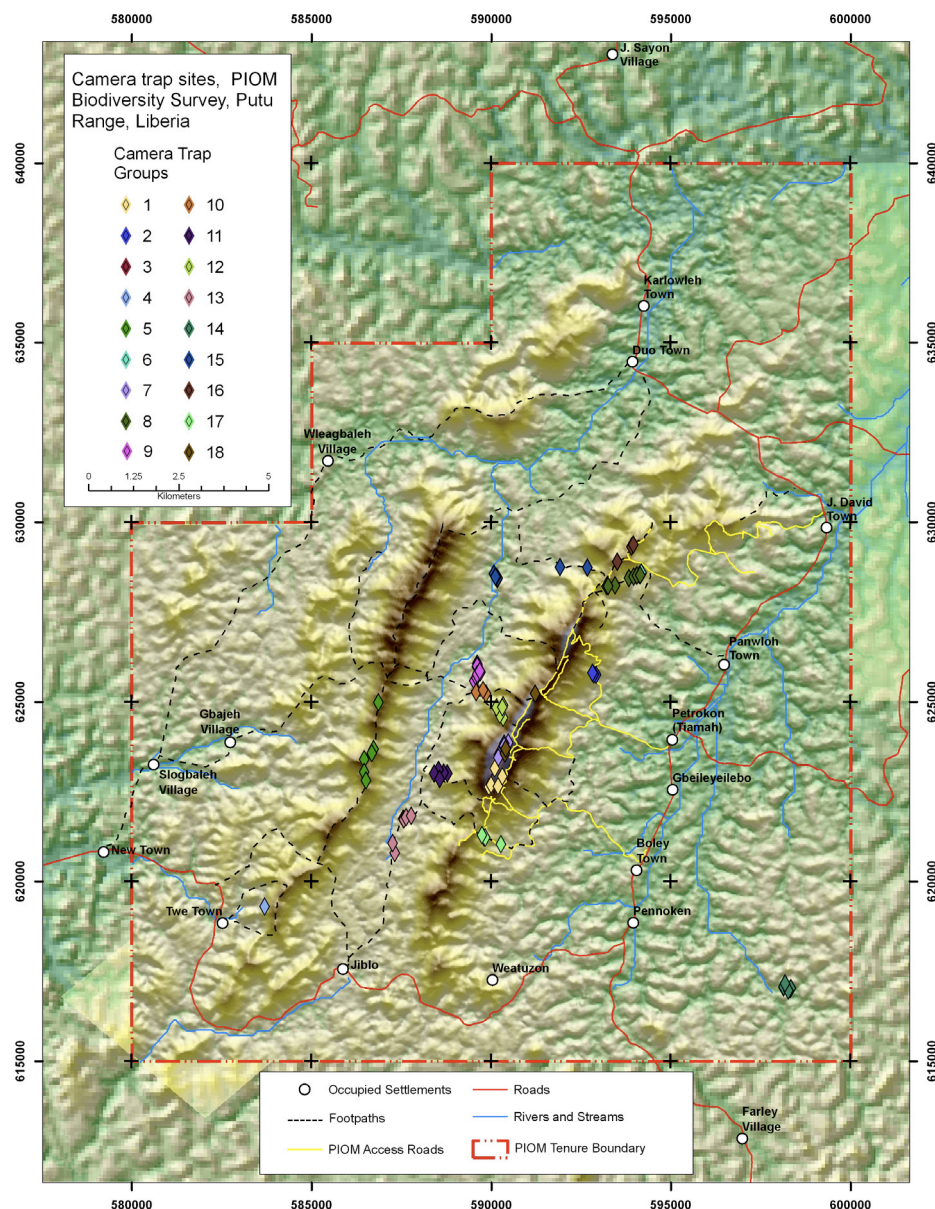 580000 585000 590000 595000 600000
Camera trap sites, PIOM
Biodiversity Survey, Putu
Range, Liberia
Camera Trap
Groups
1 10
2 11
3 12
4 13
5 14
6 15
7 16
8 17
9 18
0 1.25 2.5 5
Kilometers
J. Sayon
Village
640000 640000
Karlowleh
Town
635000 635000
Duo Town
Wleagbaleh
Village
630000 630000
J. David
Town
Panwloh
Town
625000 625000
Gbajeh
Village
Petrokon
(Tiamah)
Slogbaleh
Village
Gbeileyeilebo
New Town
Boley
Town
620000 620000
Twe Town
Pennoken
Jiblo
Weatuzon
615000 615000
Occupied Settlements
Roads
Footpaths
Rivers and Streams
PIOM Access Roads
PIOM Tenure Boundary
Farley
Village
580000 585000 590000 595000 600000